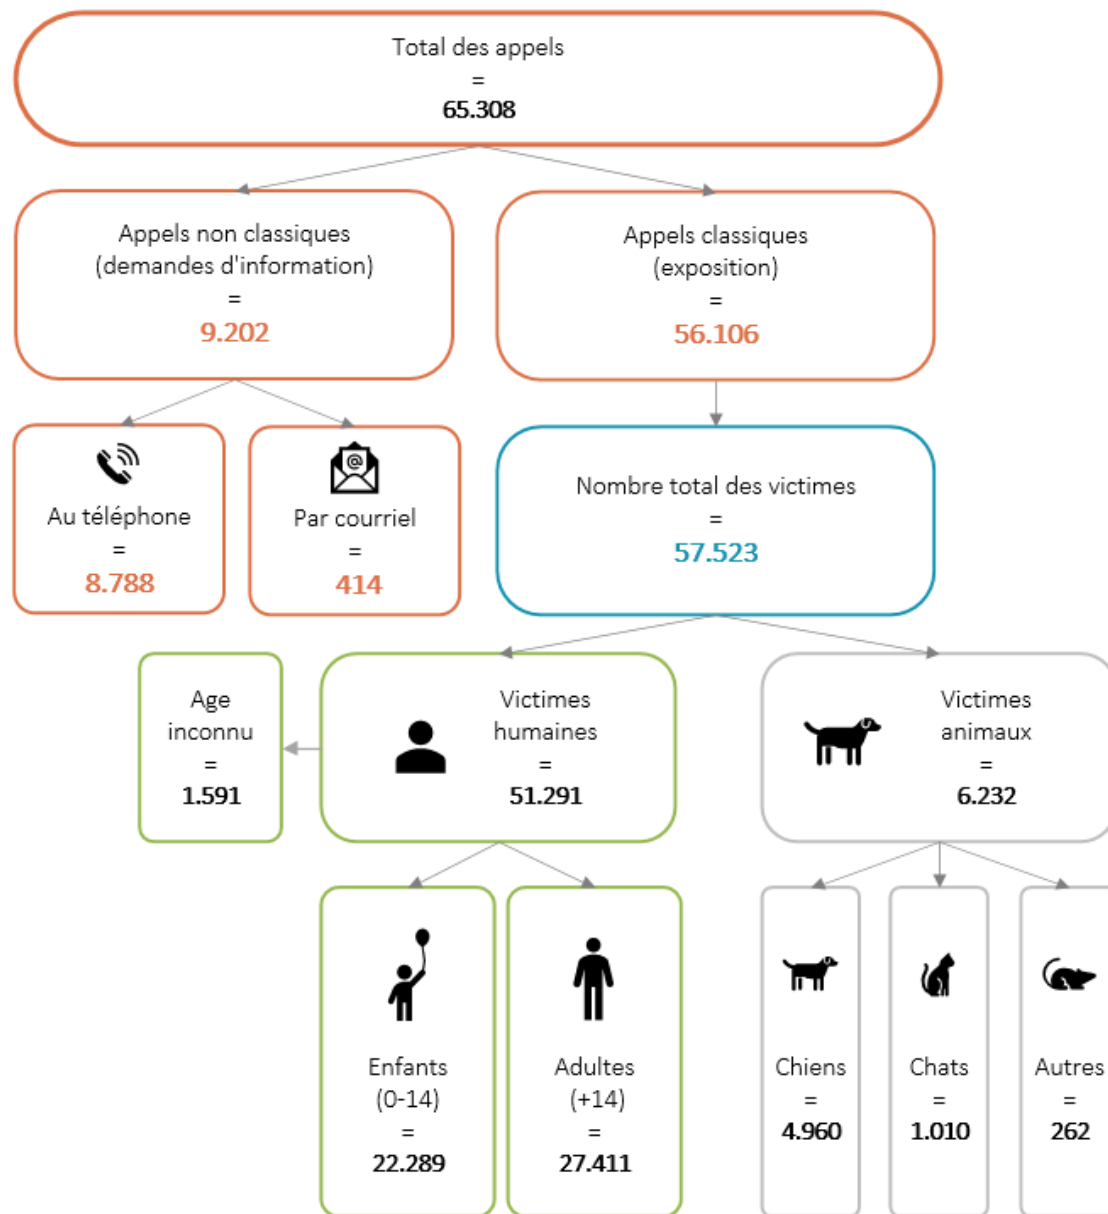 Total des appels
=
65.308
Appels non classiques
(demandes d'information)
=
9.202
Appels classiques
(exposition)
=
56.106
Au téléphone
=
8.788
@
Par courriel
=
414
Nombre total des victimes
=
57.523
Age
inconnu
=
1.591
Victimes
humaines
=
51.291
Victimes
animaux
=
6.232
Enfants
(0-14)
=
22.289
Adultes
(+14)
=
27.411
Chiens
=
4.960
Chats
=
1.010
Autres
=
262